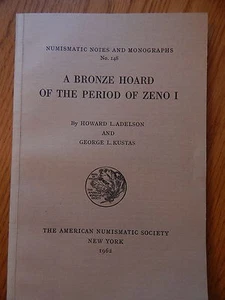 NUMISMATIC NOTES AND MONOGRAPHS
No. 148
A BRONZE HOARD
OF THE PERIOD OF ZENO I
By HOWARD L. ADELSON
AND
GEORGE L. KUSTAS
THE AMERICAN NUMISMATIC SOCIETY
NEW YORK
1962